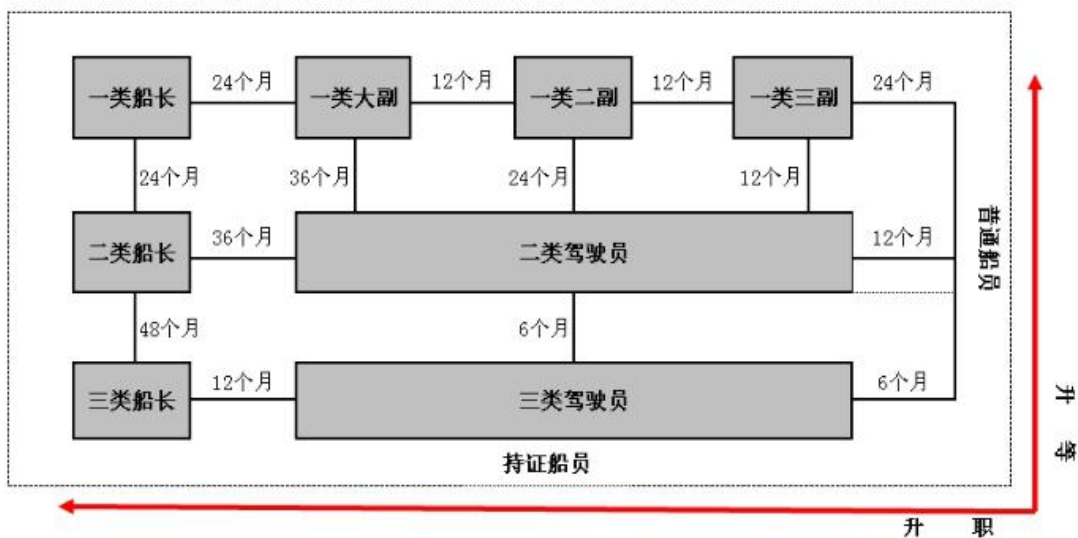 一类船长
24个月
一类大副
12个月
一类二副
12个月
一类三副
24个月
24个月
36个月
24个月
12个月
二类船长
36个月
二类驾驶员
12个月
普通船员
48个月
6个月
三类船长
12个月
三类驾驶员
6个月
持证船员
升等
升 职